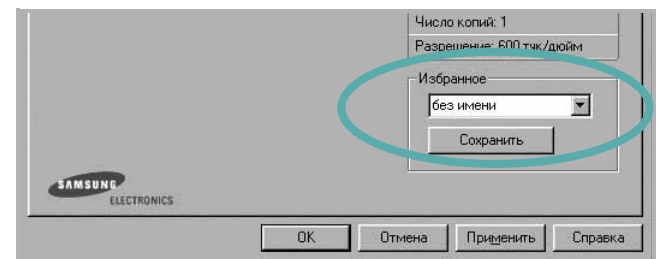 Число копий: 1
Разрешение: 600 тчк/дюйм
Избранное
без имени
Сохранить
SAMSUNG
ELECTRONICS
OK Отмена Применить Справка